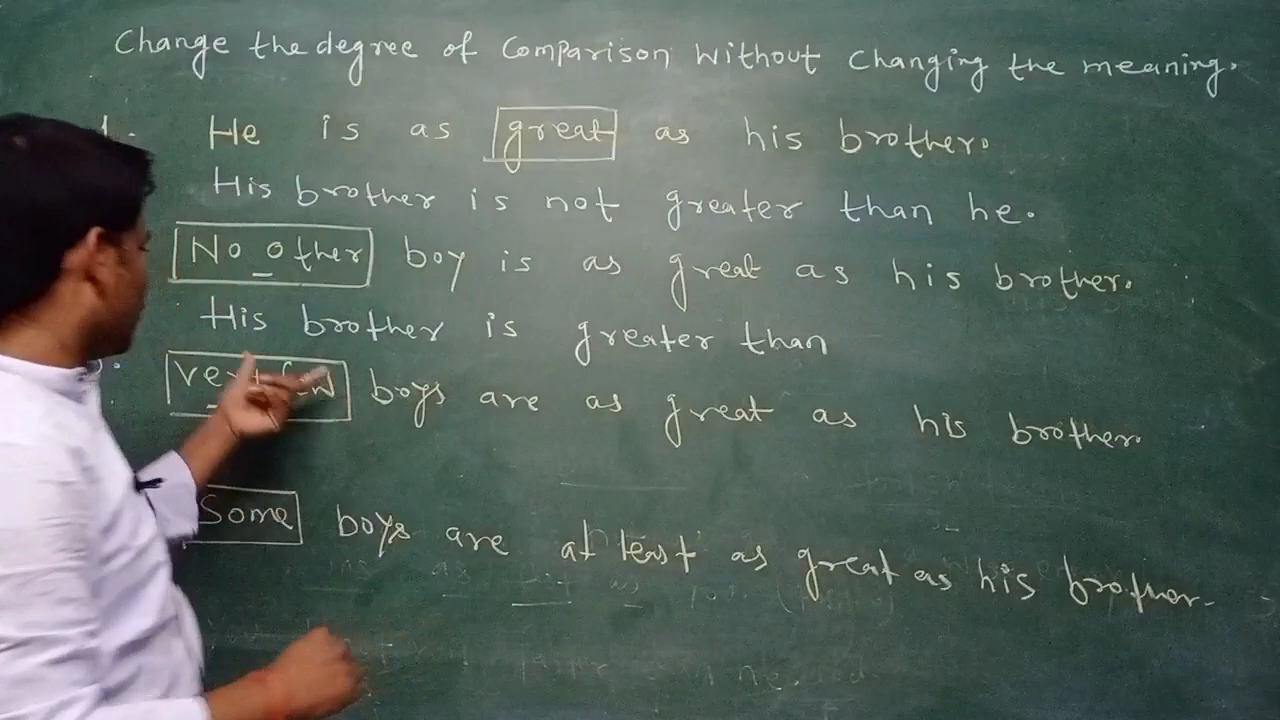 Change the degree of Comparison Without Changing the meaning.
1. He is as great as his brother.
His brother is not greater than he.
No other boy is as great as his brother.
His brother is greater than
Very few boys are as great as his brother.
Some boys are at least as great as his brother.